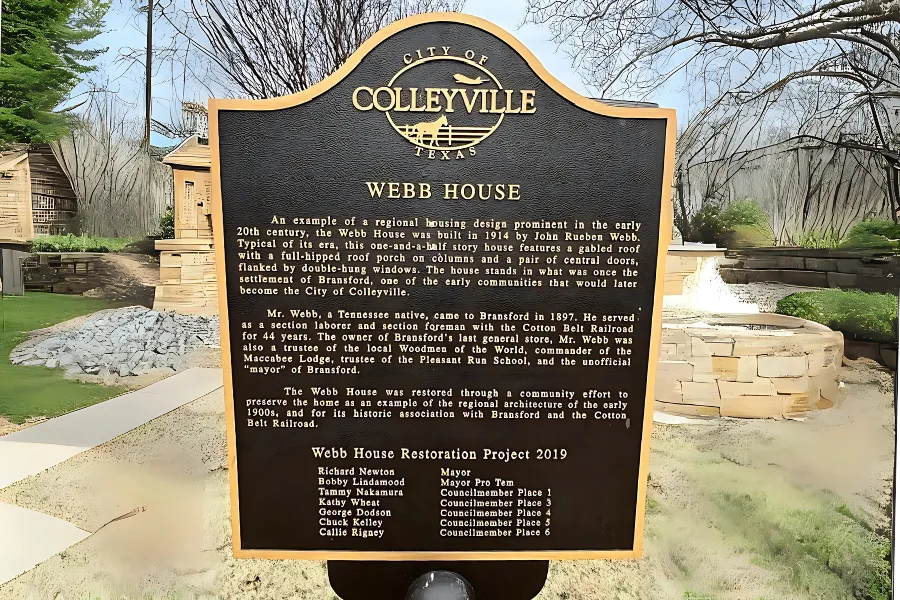 CITY OF
COLLEYVILLE
TEXAS
WEBB HOUSE
An example of a regional housing design prominent in the early
20th century, the Webb House was built in 1914 by John Rueben Webb.
Typical of its era, this one-and-a-half story house features a gabled roof
with a full-hipped roof porch on columns and a pair of central doors,
flanked by double-hung windows. The house stands in what was once the
settlement of Bransford, one of the early communities that would later
become the City of Colleyville.
Mr. Webb, a Tennessee native, came to Bransford in 1897. He served
as a section laborer and section foreman with the Cotton Belt Railroad
for 44 years. The owner of Bransford's last general store, Mr. Webb was
also a trustee of the local Woodmen of the World, commander of the
Maccabee Lodge, trustee of the Pleasant Run School, and the unofficial
"mayor" of Bransford.
The Webb House was restored through a community effort to
preserve the home as an example of the regional architecture of the early
1900s, and for its historic association with Bransford and the Cotton
Belt Railroad.
Webb House Restoration Project 2019
Richard Newton Mayor
Bobby Lindamood Mayor Pro Tem
Tammy Nakamura Councilmember Place 1
Kathy Wheat Councilmember Place 3
George Dodson Councilmember Place 4
Chuck Kelley Councilmember Place 5
Callie Rigney Councilmember Place 6